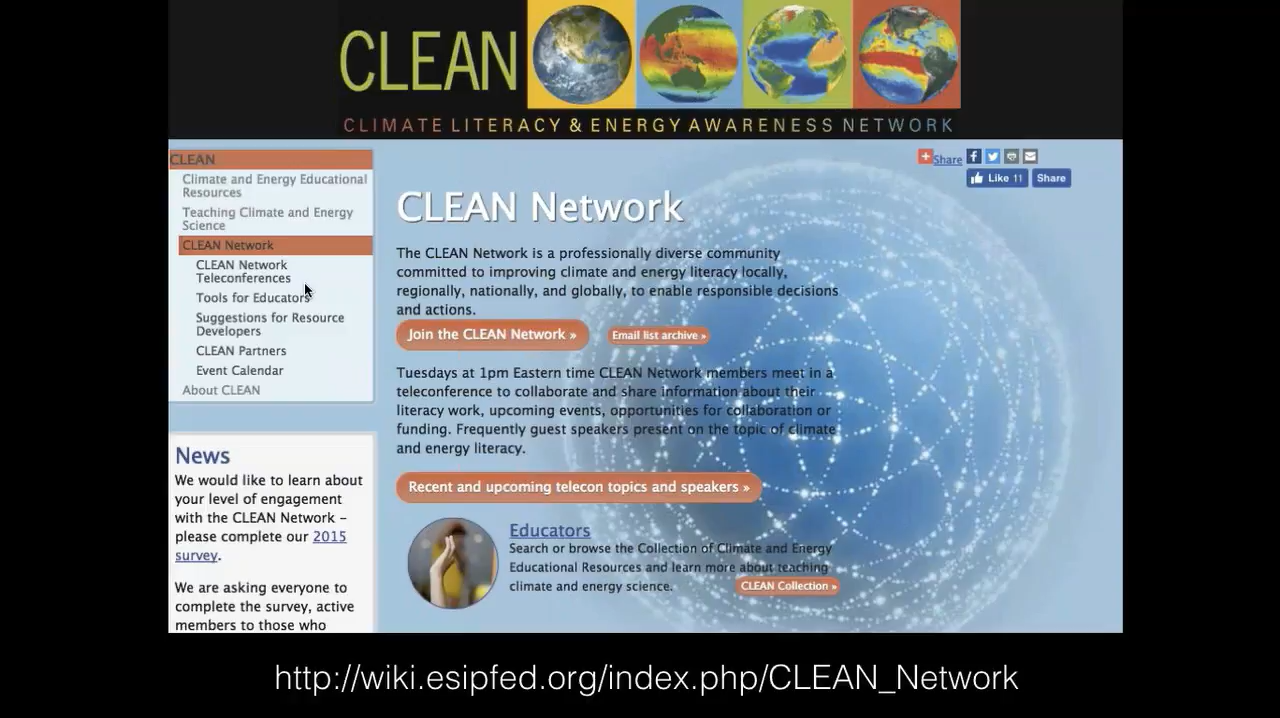 CLEAN
CLIMATE LITERACY & ENERGY AWARENESS NETWORK
CLEAN
Climate and Energy Educational
Resources
Teaching Climate and Energy
Science
CLEAN Network
CLEAN Network
Teleconferences
Tools for Educators
Suggestions for Resource
Developers
CLEAN Partners
Event Calendar
About CLEAN
News
We would like to learn about
your level of engagement
with the CLEAN Network –
please complete our 2015
survey.
We are asking everyone to
complete the survey, active
members to those who
Share
Like 11
Share
CLEAN Network
The CLEAN Network is a professionally diverse community
committed to improving climate and energy literacy locally,
regionally, nationally, and globally, to enable responsible decisions
and actions.
Join the CLEAN Network »
Email list archive »
Tuesdays at 1pm Eastern time CLEAN Network members meet in a
teleconference to collaborate and share information about their
literacy work, upcoming events, opportunities for collaboration or
funding. Frequently guest speakers present on the topic of climate
and energy literacy.
Recent and upcoming telecon topics and speakers »
Educators
Search or browse the Collection of Climate and Energy
Educational Resources and learn more about teaching
climate and energy science.
CLEAN Collection »
http://wiki.esipfed.org/index.php/CLEAN_Network